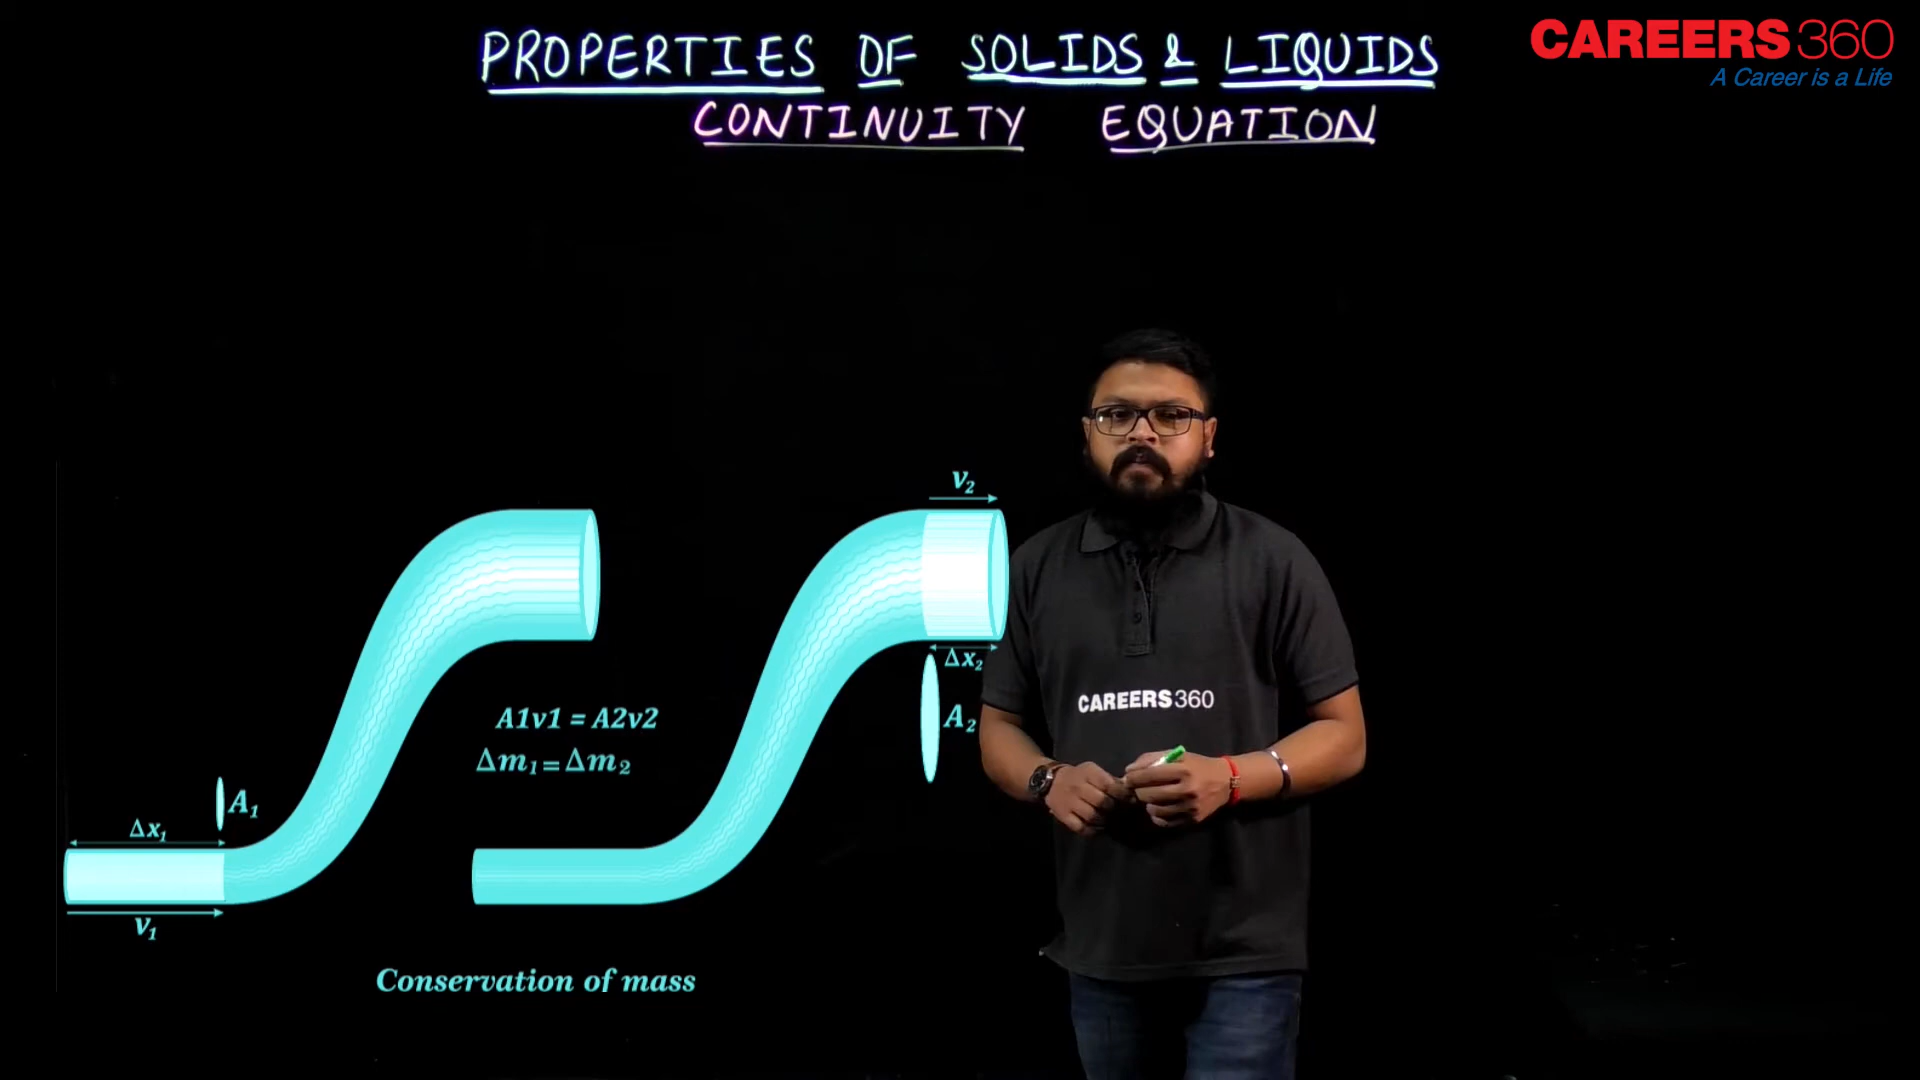 PROPERTIES OF SOLIDS & LIQUIDS
CONTINUITY EQUATION
CAREERS360
A Career is a Life
v₂
Δx₂
A₂
A1v1 = A2v2
Δm₁=Δm₂
A₁
Δx₁
v₁
Conservation of mass
CAREERS360